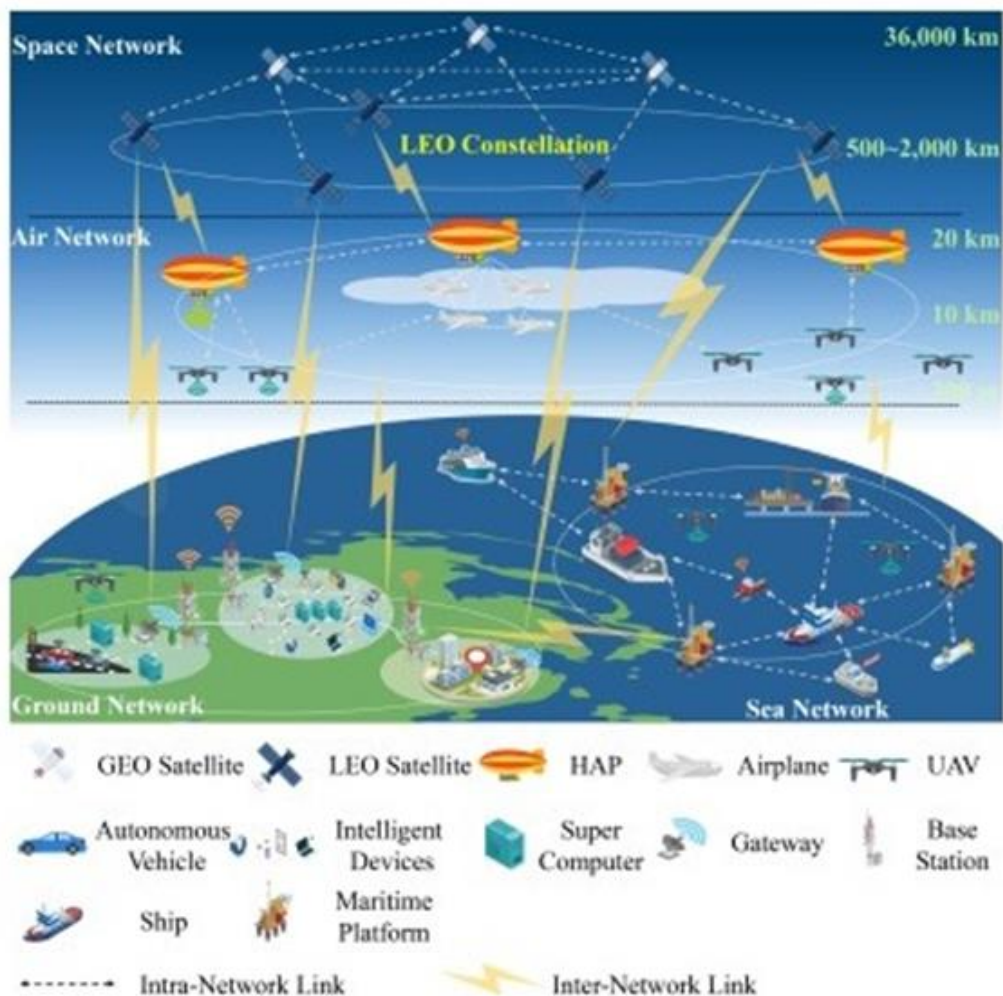 Space Network
36,000 km
LEO Constellation
500~2,000 km
Air Network
20 km
10 km
Ground Network
Sea Network
GEO Satellite
LEO Satellite
HAP
Airplane
UAV
Autonomous
Vehicle
Intelligent
Devices
Super
Computer
Gateway
Base
Station
Ship
Maritime
Platform
Intra-Network Link
Inter-Network Link